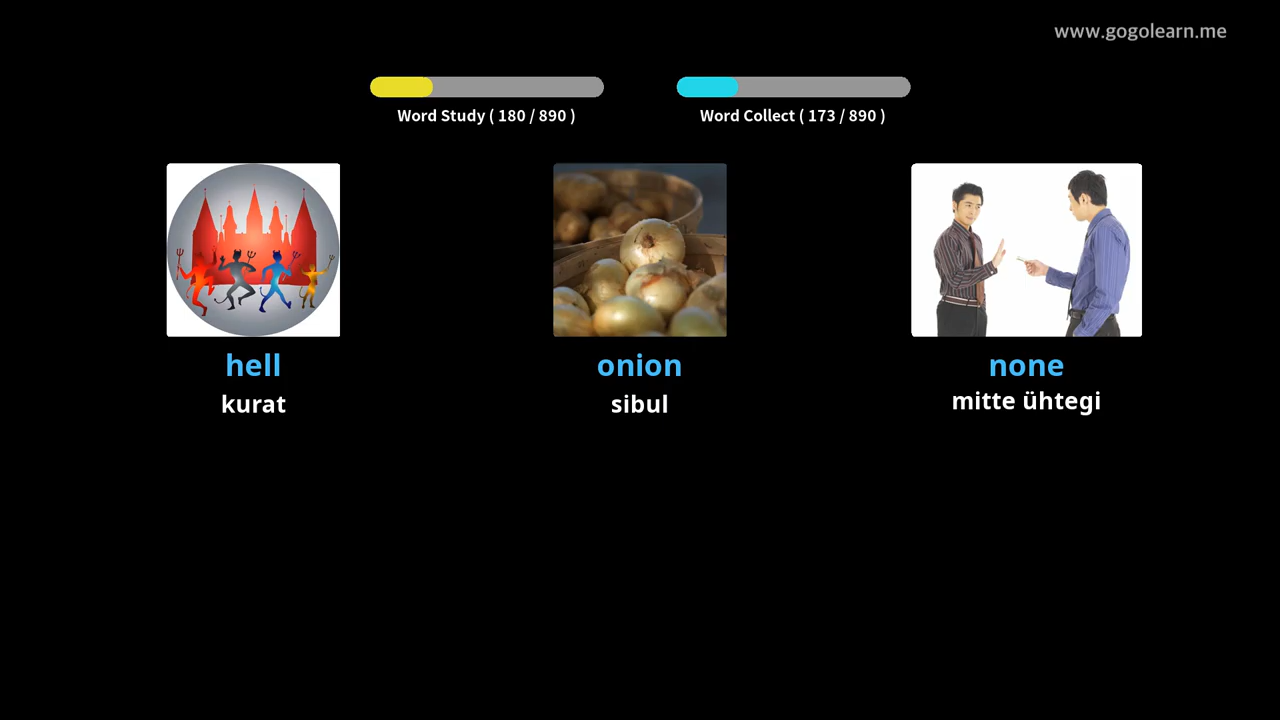 www.gogolearn.me
Word Study ( 180 / 890 )
Word Collect ( 173 / 890 )
hell
kurat
onion
sibul
none
mitte ühtegi